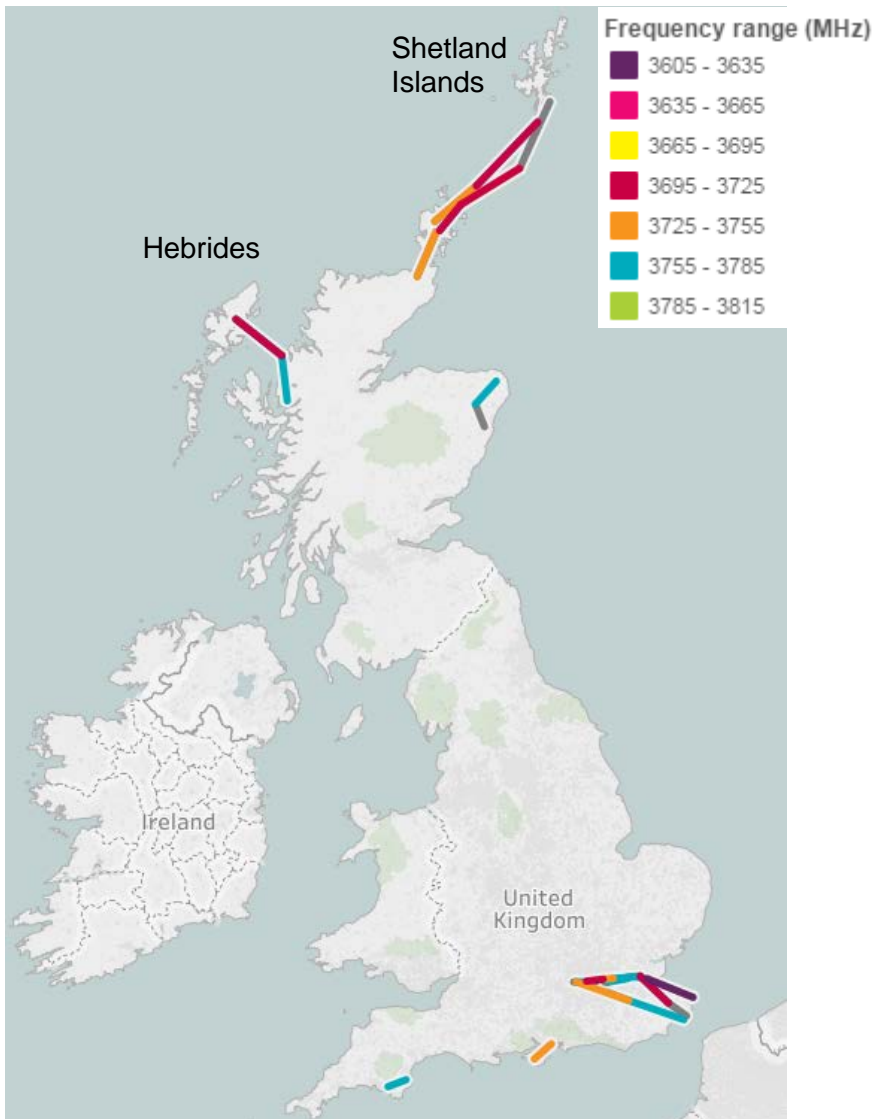 Shetland
Islands
Frequency range (MHz)
3605 - 3635
3635 - 3665
3665 - 3695
3695 - 3725
3725 - 3755
3755 - 3785
3785 - 3815
Hebrides
Ireland
United
Kingdom